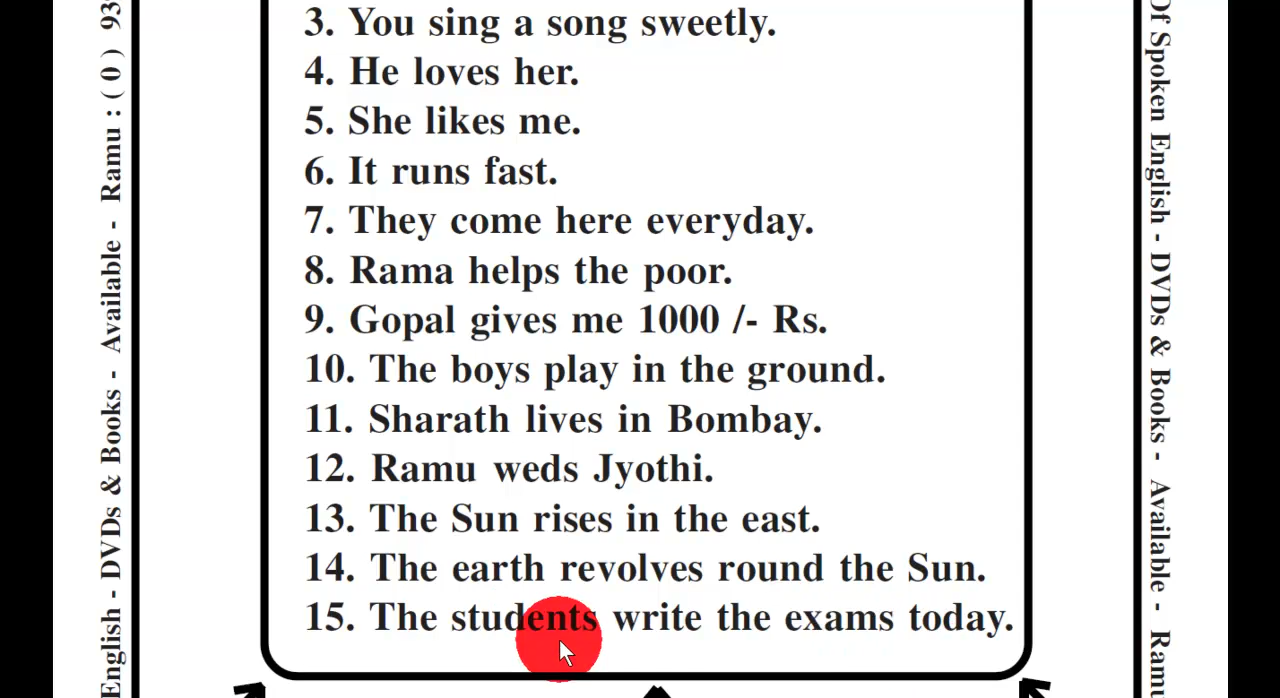 3. You sing a song sweetly.
4. He loves her.
5. She likes me.
6. It runs fast.
7. They come here everyday.
8. Rama helps the poor.
9. Gopal gives me 1000 /- Rs.
10. The boys play in the ground.
11. Sharath lives in Bombay.
12. Ramu weds Jyothi.
13. The Sun rises in the east.
14. The earth revolves round the Sun.
15. The students write the exams today.
English - DVDs & Books - Available - Ramu : ( 0 ) 93
Of Spoken English - DVDs & Books - Available - Ramu